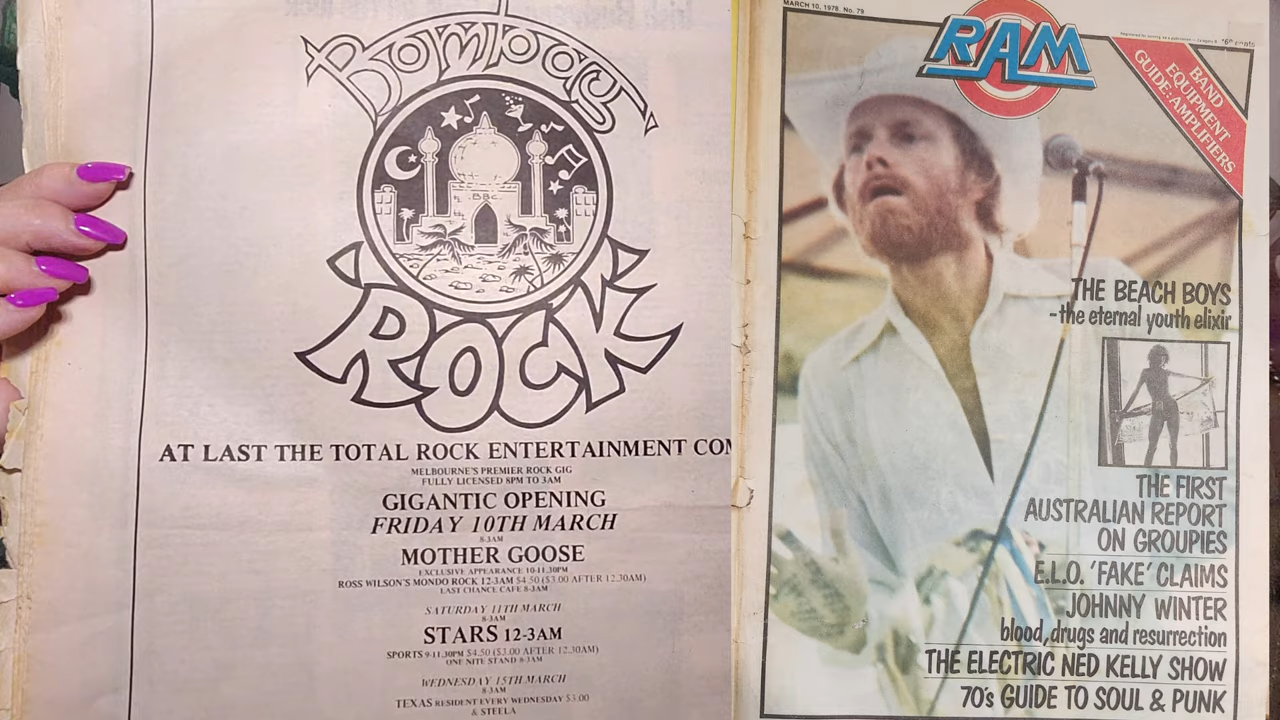 Bombay
BBC
ROCK
AT LAST THE TOTAL ROCK ENTERTAINMENT
MELBOURNE'S PREMIER ROCK GIG
FULLY LICENSED 8PM TO 3AM
GIGANTIC OPENING
FRIDAY 10TH MARCH
8-3AM
MOTHER GOOSE
EXCLUSIVE APPEARANCE 10-11.30PM
ROSS WILSON'S MONDO ROCK 12-3AM $4.50 ($3.00 AFTER 12.30AM)
LAST CHANCE CAFE 8-3AM
SATURDAY 11TH MARCH
8-3AM
STARS 12-3AM
SPORTS 9-11.30PM $4.50 ($3.00 AFTER 12.30AM)
ONE NITE STAND 8-3AM
WEDNESDAY 15TH MARCH
8-3AM
TEXAS RESIDENT EVERY WEDNESDAY $3.00
& STEELA
MARCH 10, 1978. No. 79
RAM
BAND
EQUIPMENT
GUIDE: AMPLIFIERS
THE BEACH BOYS
-the eternal youth elixir
THE FIRST
AUSTRALIAN REPORT
ON GROUPIES
E.L.O. 'FAKE' CLAIMS
JOHNNY WINTER
blood, drugs and resurrection
THE ELECTRIC NED KELLY SHOW
70's GUIDE TO SOUL & PUNK